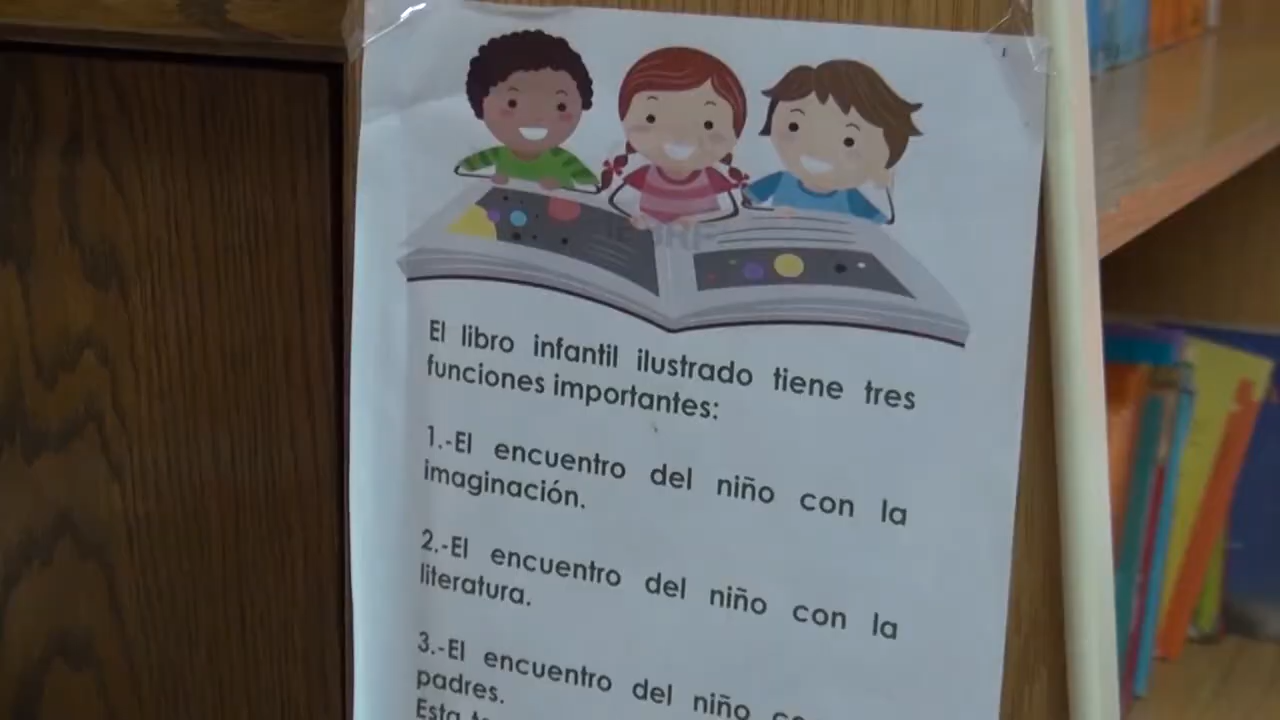 El libro infantil ilustrado tiene tres
funciones importantes:
1.-El encuentro del niño con la
imaginación.
2.-El encuentro del niño con la
literatura.
3.-El encuentro del niño
padres.
Esta